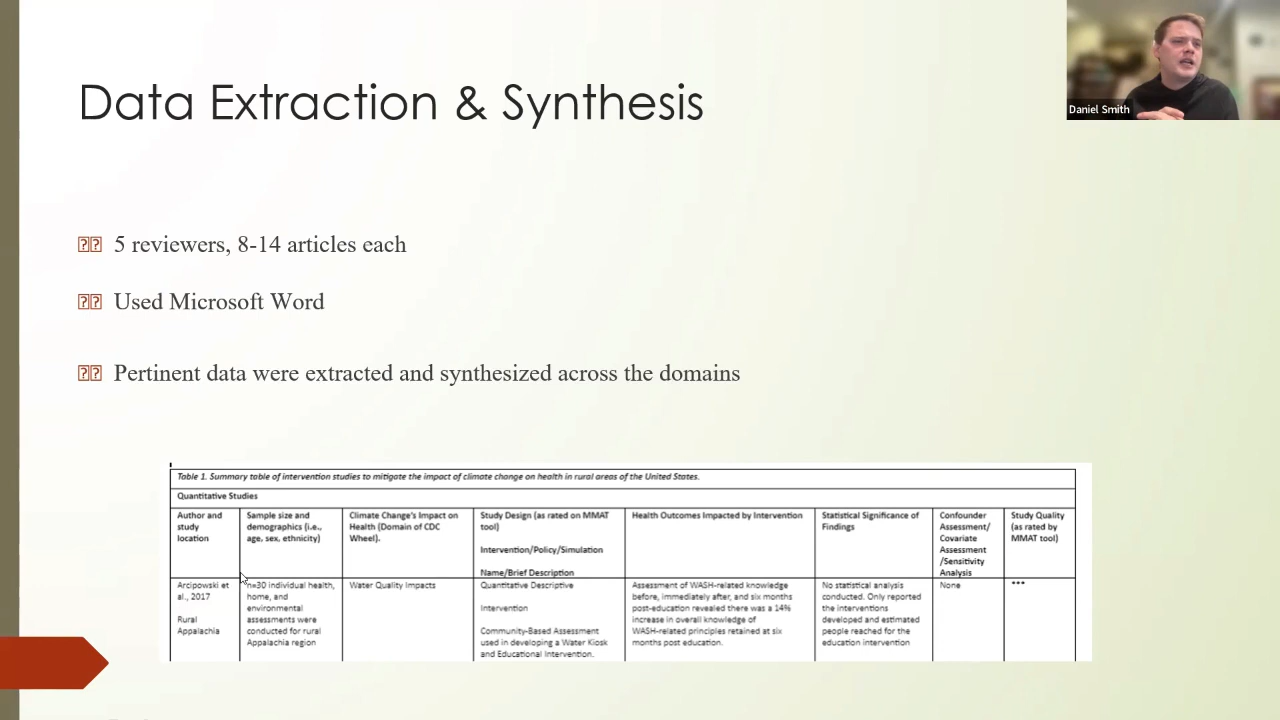 Data Extraction & Synthesis
Daniel Smith
5 reviewers, 8-14 articles each
Used Microsoft Word
Pertinent data were extracted and synthesized across the domains
Table 1. Summary table of intervention studies to mitigate the impact of climate change on health in rural areas of the United States.
Quantitative Studies
Author and
study
location
Sample size and
demographics (i.e.,
age, sex, ethnicity)
Climate Change's Impact on
Health (Domain of CDC
Wheel).
Study Design (as rated on MMAT
tool)
Intervention/Policy/Simulation
Name/Brief Description
Health Outcomes Impacted by Intervention
Statistical Significance of
Findings
Confounder
Assessment/
Covariate
Assessment
/Sensitivity
Analysis
Study Quality
(as rated by
MMAT tool)
Arcipowski et
al., 2017
Rural
Appalachia
n=30 individual health,
home, and
environmental
assessments were
conducted for rural
Appalachia region
Water Quality Impacts
Quantitative Descriptive
Intervention
Community-Based Assessment
used in developing a Water Kiosk
and Educational Intervention.
Assessment of WASH-related knowledge
before, immediately after, and six months
post-education revealed there was a 14%
increase in overall knowledge of
WASH-related principles retained at six
months post education.
No statistical analysis
conducted. Only reported
the interventions
developed and estimated
people reached for the
education intervention
None
***